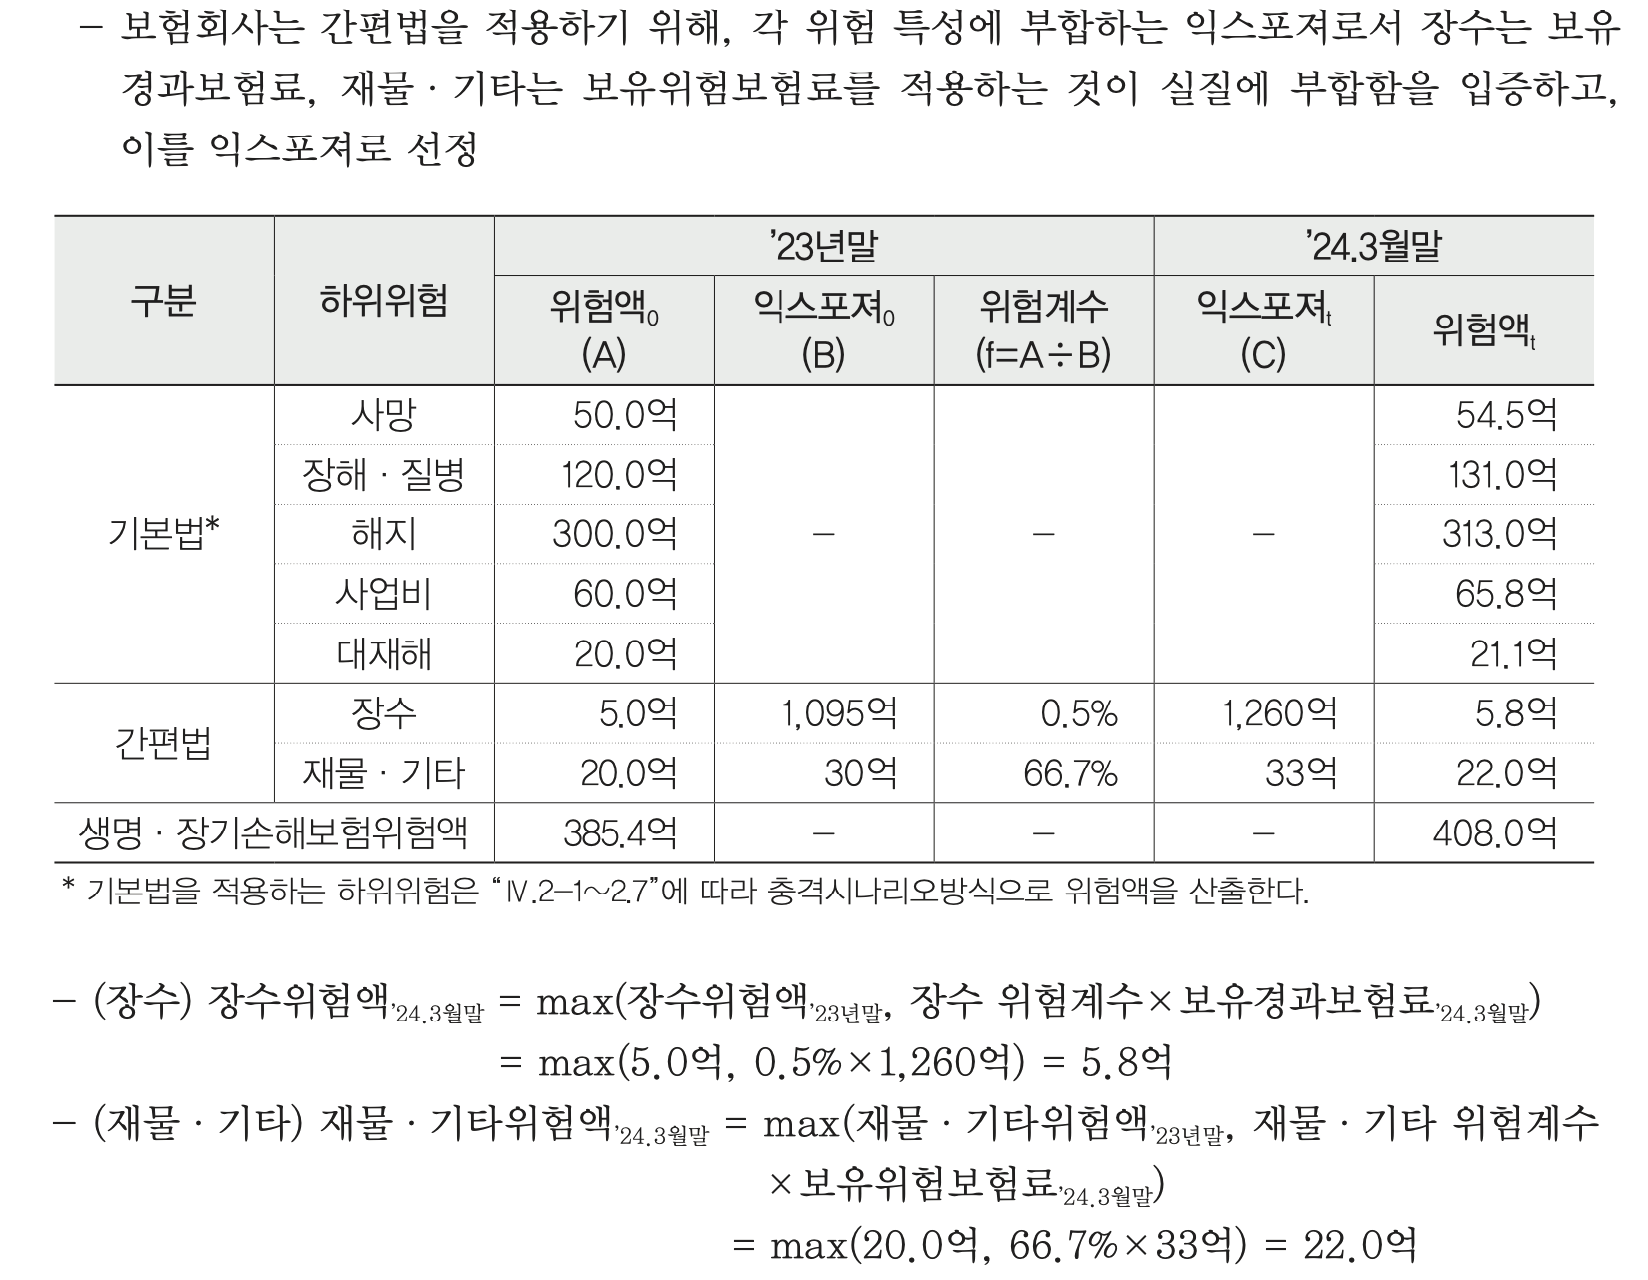 - 보험회사는 간편법을 적용하기 위해, 각 위험 특성에 부합하는 익스포져로서 장수는 보유
경과보험료, 재물·기타는 보유위험보험료를 적용하는 것이 실질에 부합함을 입증하고,
이를 익스포져로 선정
구분 하위위험 ’23년말 ’24.3월말
위험액0 익스포져0 위험계수 익스포져t 위험액t
(A) (B) (f=A÷B) (C)
기본법* 사망 50.0억 – – – 54.5억
장해·질병 120.0억 131.0억
해지 300.0억 313.0억
사업비 60.0억 65.8억
대재해 20.0억 21.1억
간편법 장수 5.0억 1,095억 0.5% 1,260억 5.8억
재물·기타 20.0억 30억 66.7% 33억 22.0억
생명·장기손해보험위험액 385.4억 – – – 408.0억
* 기본법을 적용하는 하위위험은 “Ⅳ.2–1~2.7”에 따라 충격시나리오방식으로 위험액을 산출한다.
- (장수) 장수위험액’24.3월말 = max(장수위험액’23년말, 장수 위험계수×보유경과보험료’24.3월말)
= max(5.0억, 0.5%×1,260억) = 5.8억
- (재물·기타) 재물·기타위험액’24.3월말 = max(재물·기타위험액’23년말, 재물·기타 위험계수
×보유위험보험료’24.3월말)
= max(20.0억, 66.7%×33억) = 22.0억